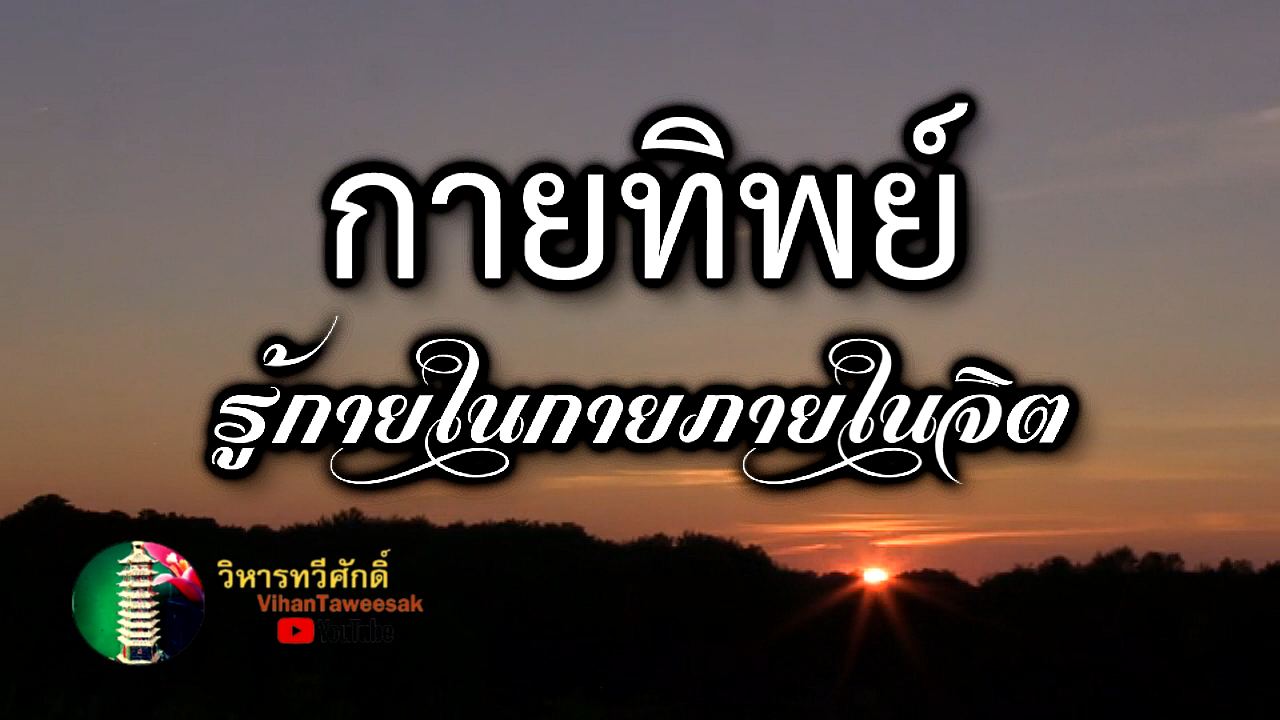 กายทิพย์
รู้กายในกายภายในจิต
วิหารทวีศักดิ์
VihanTaweesak
YouTube